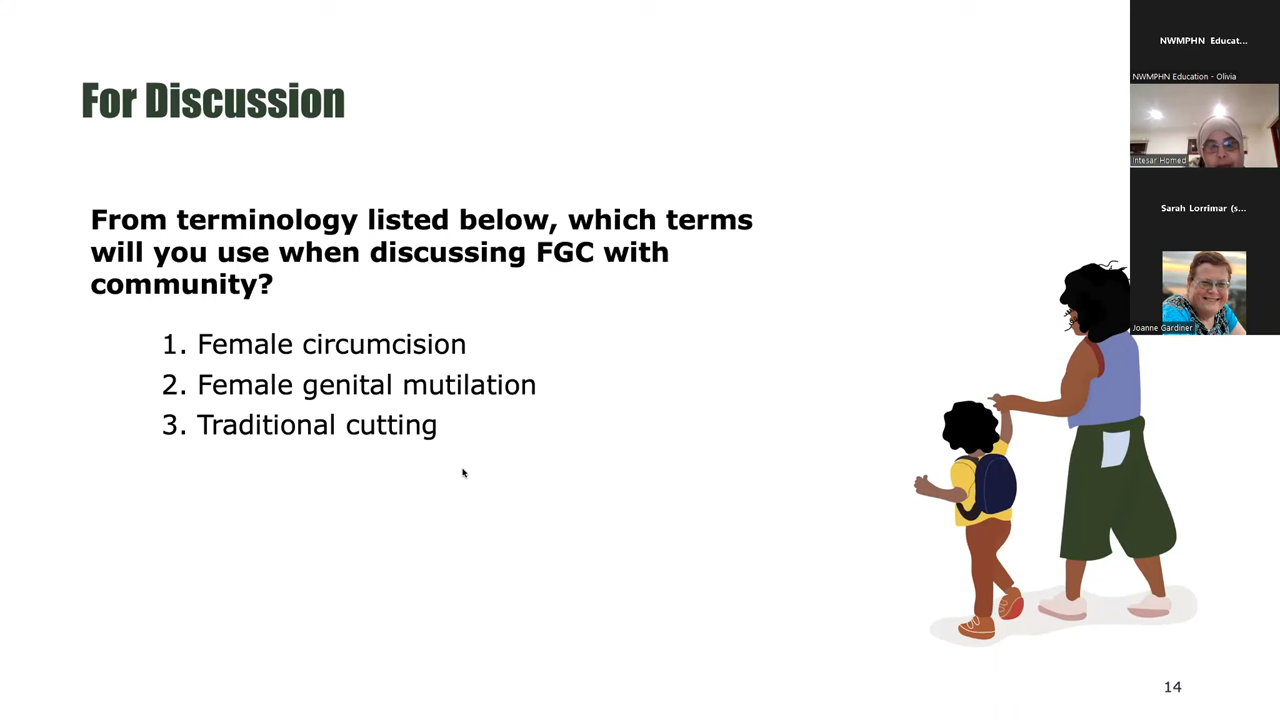 For Discussion
From terminology listed below, which terms
will you use when discussing FGC with
community?
1. Female circumcision
2. Female genital mutilation
3. Traditional cutting
14
NWMPHN Educat...
NWMPHN Education - Olivia
Intesar Homed
Sarah Lorrimar (s...
Joanne Gardiner